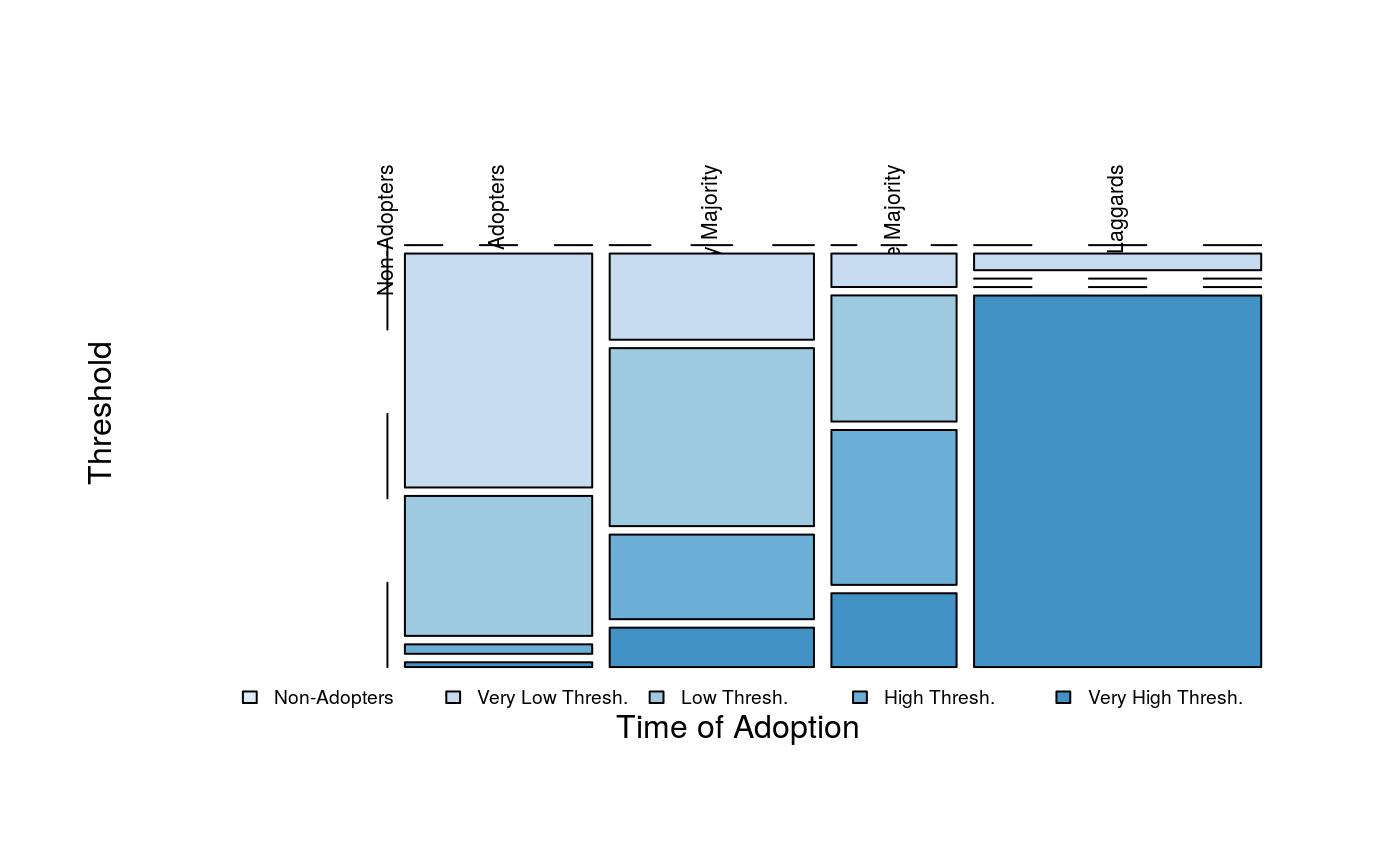 Non-Adopters
Adopters
Majority
Majority
Laggards
Threshold
Non-Adopters
Very Low Thresh.
Low Thresh.
High Thresh.
Very High Thresh.
Time of Adoption